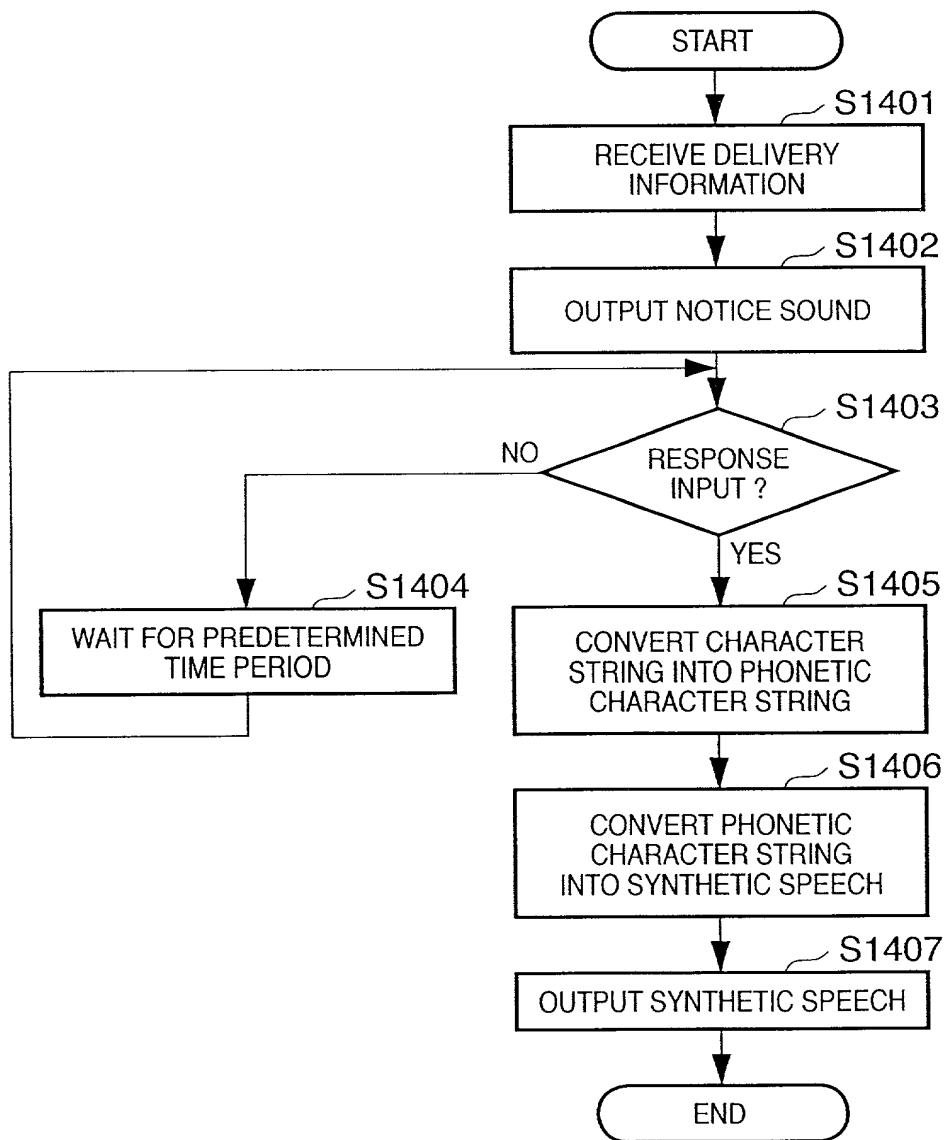 START
S1401
RECEIVE DELIVERY
INFORMATION
S1402
OUTPUT NOTICE SOUND
S1403
RESPONSE
INPUT ?
NO
YES
S1404
WAIT FOR PREDETERMINED
TIME PERIOD
S1405
CONVERT CHARACTER
STRING INTO PHONETIC
CHARACTER STRING
S1406
CONVERT PHONETIC
CHARACTER STRING
INTO SYNTHETIC SPEECH
S1407
OUTPUT SYNTHETIC SPEECH
END